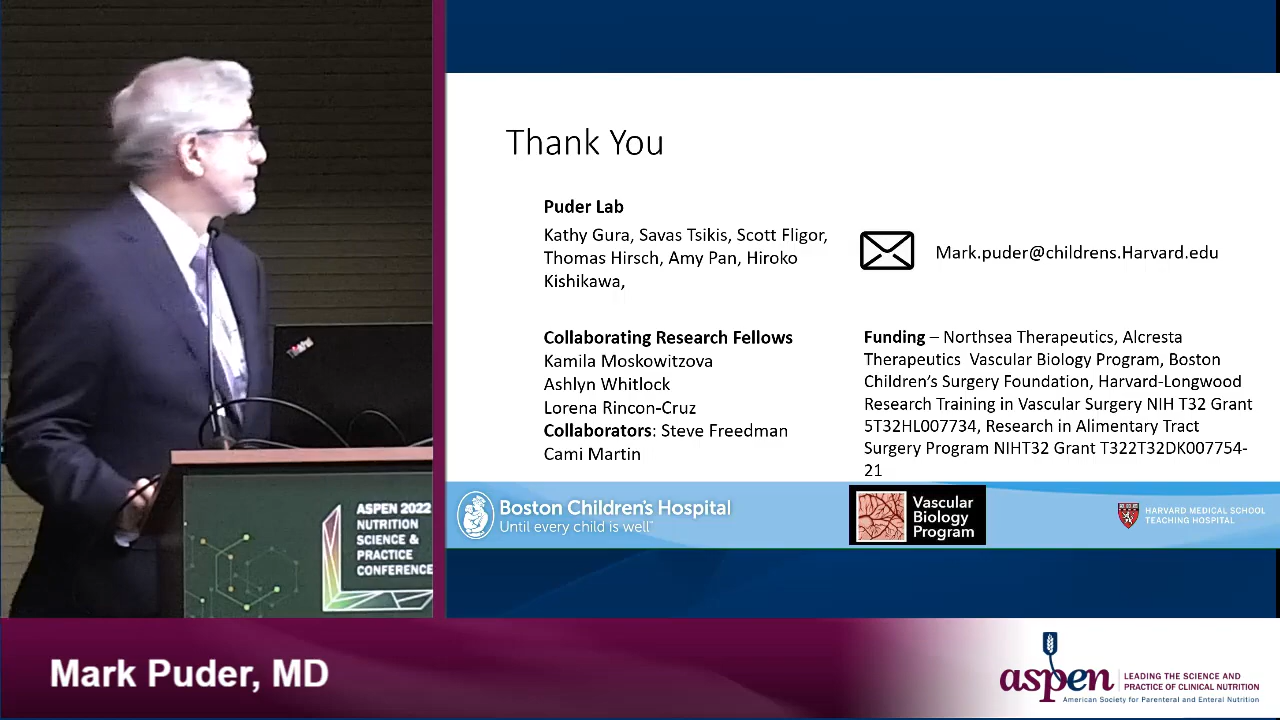 Thank You
Puder Lab
Kathy Gura, Savas Tsikis, Scott Fligor,
Thomas Hirsch, Amy Pan, Hiroko
Kishikawa,
Mark.puder@childrens.Harvard.edu
Collaborating Research Fellows
Kamila Moskowitzova
Ashlyn Whitlock
Lorena Rincon-Cruz
Collaborators: Steve Freedman
Cami Martin
Funding – Northsea Therapeutics, Alcresta
Therapeutics  Vascular Biology Program, Boston
Children's Surgery Foundation, Harvard-Longwood
Research Training in Vascular Surgery NIH T32 Grant
5T32HL007734, Research in Alimentary Tract
Surgery Program NIHT32 Grant T322T32DK007754-
21
Boston Children's Hospital
Until every child is well™
Vascular
Biology
Program
HARVARD MEDICAL SCHOOL
TEACHING HOSPITAL
ASPEN 2022
NUTRITION
SCIENCE &
PRACTICE
CONFERENCE
Mark Puder, MD
aspen
LEADING THE SCIENCE AND
PRACTICE OF CLINICAL NUTRITION
American Society for Parenteral and Enteral Nutrition